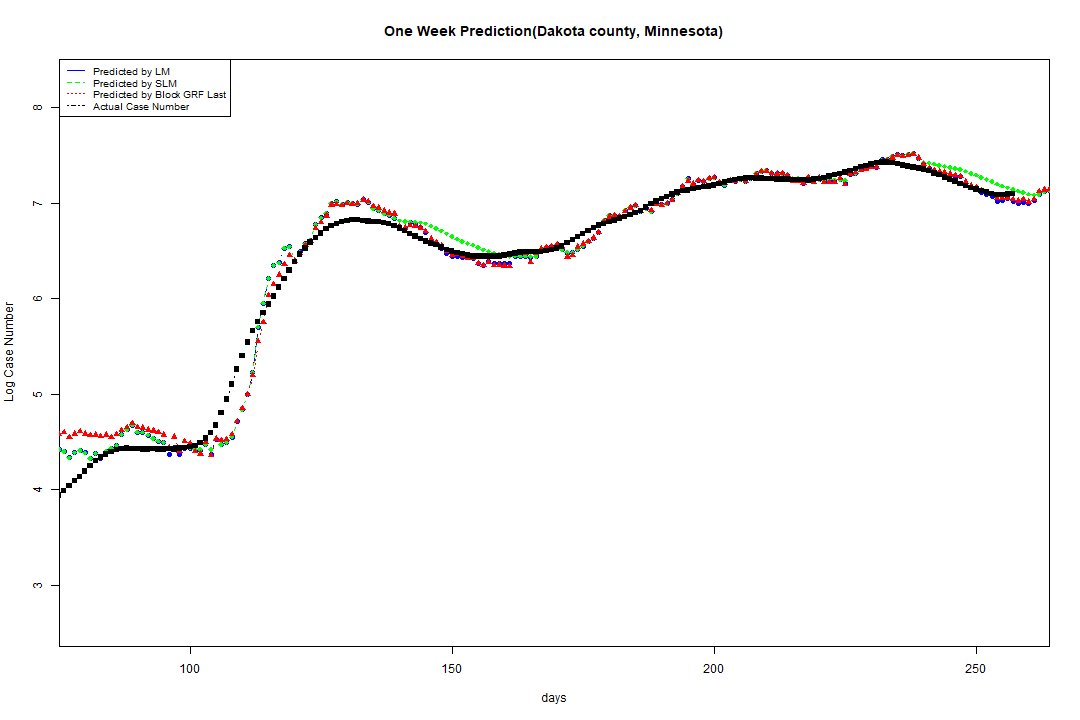 One Week Prediction(Dakota county, Minnesota)
Predicted by LM
Predicted by SLM
Predicted by Block GRF Last
Actual Case Number
8
7
6
5
4
3
Log Case Number
100 150 200 250
days